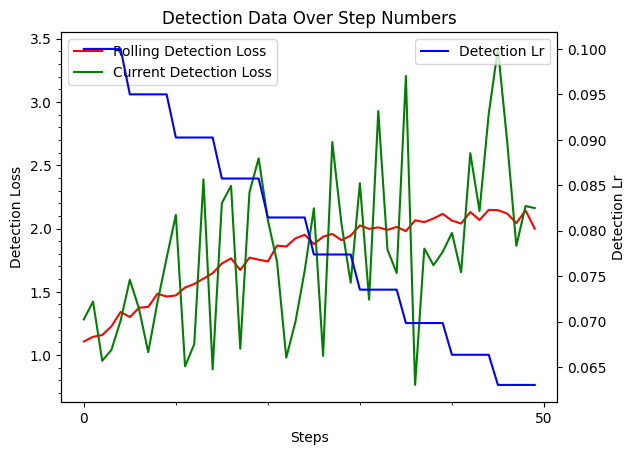 Detection Data Over Step Numbers
Rolling Detection Loss
Current Detection Loss
Detection Lr
3.5
3.0
2.5
2.0
1.5
1.0
Detection Loss
0.100
0.095
0.090
0.085
0.080
0.075
0.070
0.065
Detection Lr
0
50
Steps